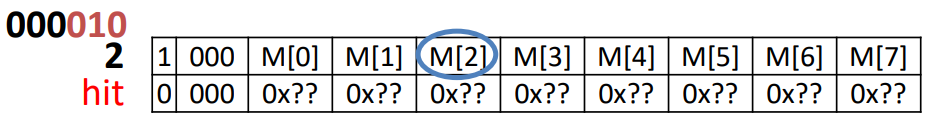 000010
2 1 000 M[0] M[1] M[2] M[3] M[4] M[5] M[6] M[7]
hit 0 000 0x?? 0x?? 0x?? 0x?? 0x?? 0x?? 0x?? 0x??